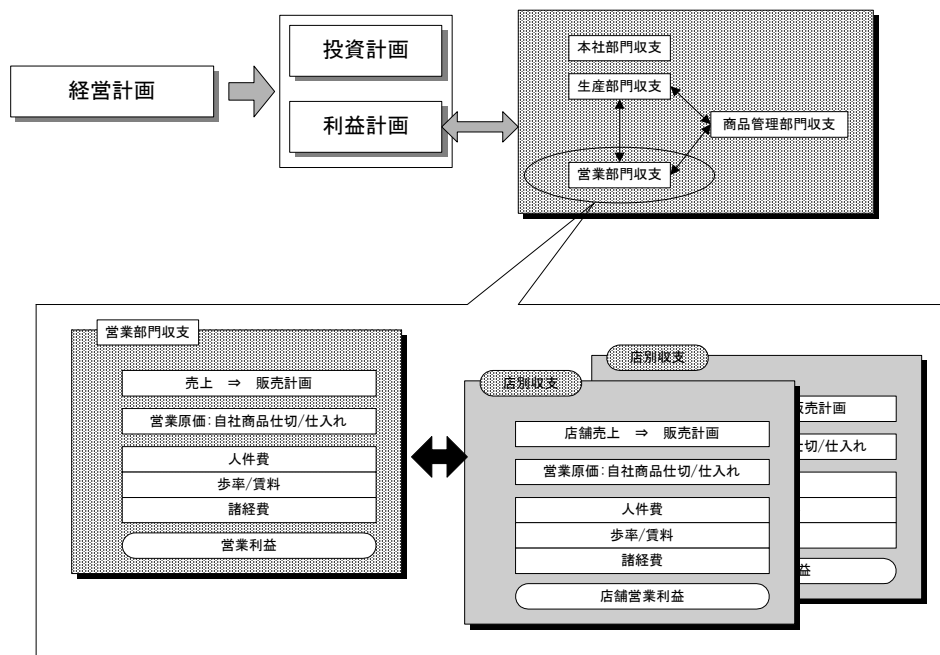 経営計画
投資計画
利益計画
本社部門収支
生産部門収支
商品管理部門収支
営業部門収支
営業部門収支
売上 ⇒ 販売計画
営業原価:自社商品仕切/仕入れ
人件費
歩率/賃料
諸経費
営業利益
店別収支
店舗売上 ⇒ 販売計画
営業原価:自社商品仕切/仕入れ
人件費
歩率/賃料
諸経費
店舗営業利益
店別収支
売計画
仕切/仕入れ
益